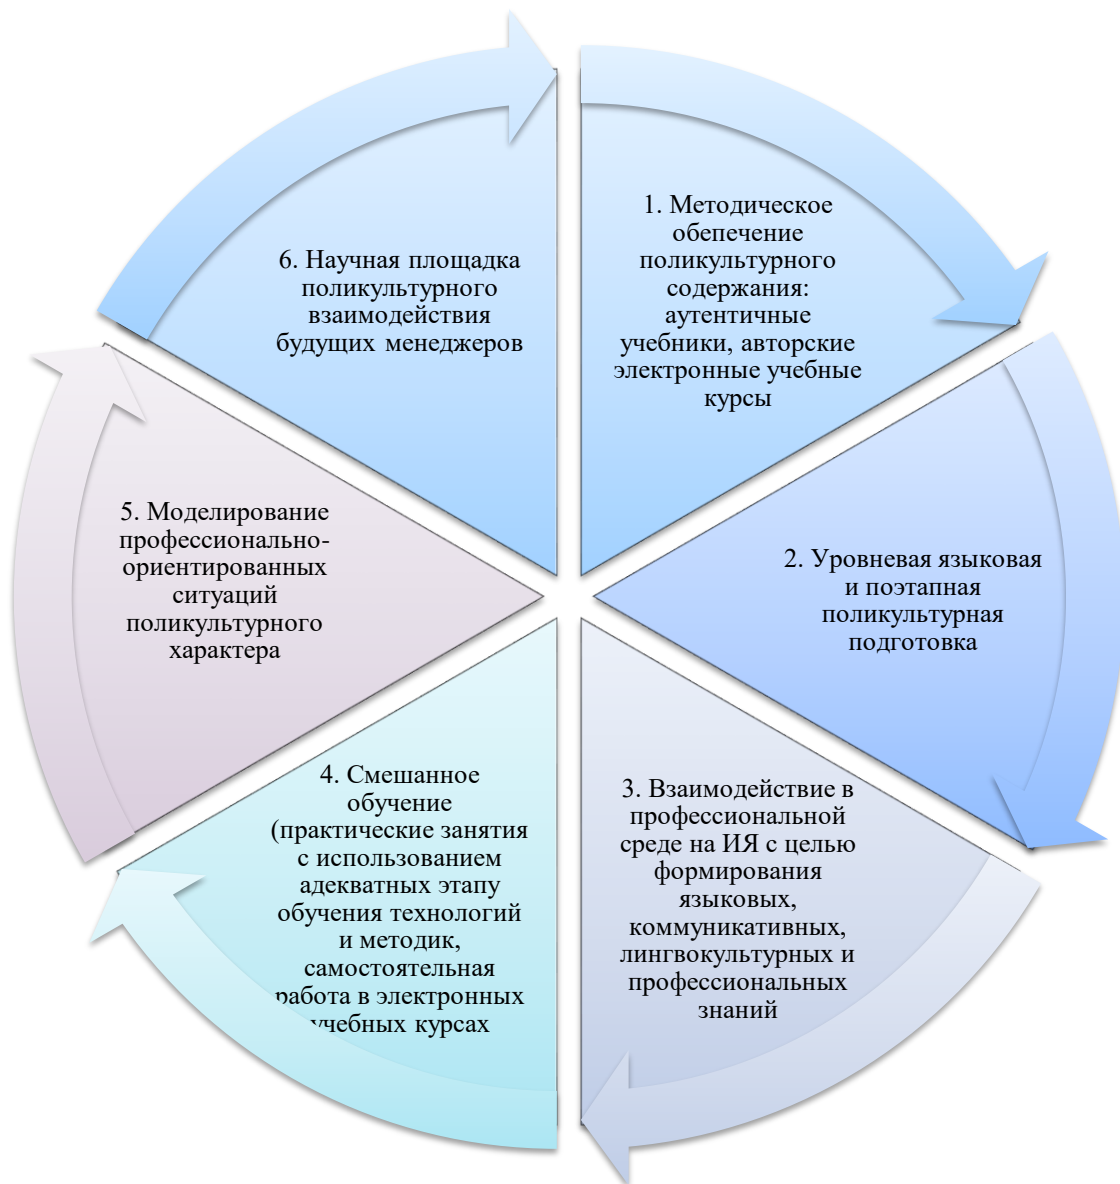 1. Методическое
обепечение
поликультурного
содержания:
аутентичные
учебники, авторские
электронные учебные
курсы
2. Уровневая языковая
и поэтапная
поликультурная
подготовка
3. Взаимодействие в
профессиональной
среде на ИЯ с целью
формирования
языковых,
коммуникативных,
лингвокультурных и
профессиональных
знаний
4. Смешанное
обучение
(практические занятия
с использованием
адекватных этапу
обучения технологий
и методик,
самостоятельная
работа в электронных
учебных курсах
5. Моделирование
профессионально-
ориентированных
ситуаций
поликультурного
характера
6. Научная площадка
поликультурного
взаимодействия
будущих менеджеров